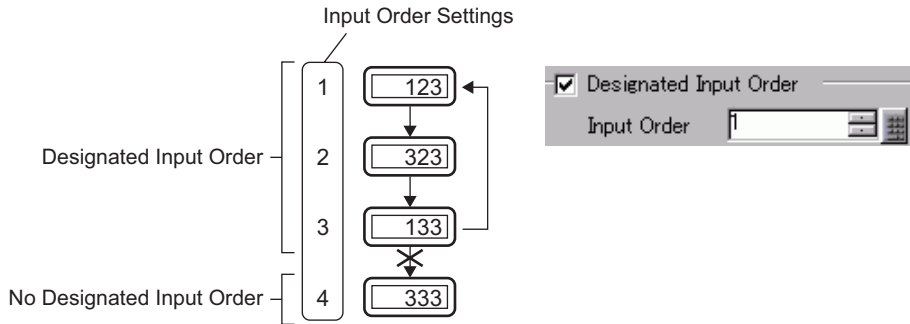 Input Order Settings
1
123
Designated Input Order
Input Order
1
Designated Input Order
2
323
3
133
No Designated Input Order
4
333